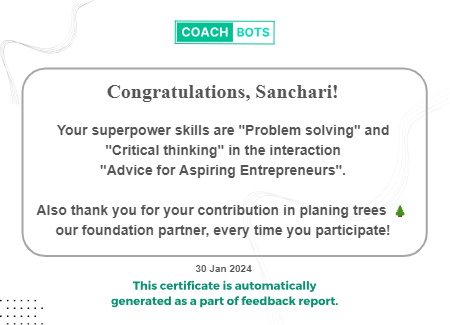 COACH BOTS
Congratulations, Sanchari!
Your superpower skills are "Problem solving" and
"Critical thinking" in the interaction
"Advice for Aspiring Entrepreneurs".
Also thank you for your contribution in planing trees 🌲
our foundation partner, every time you participate!
30 Jan 2024
This certificate is automatically
generated as a part of feedback report.